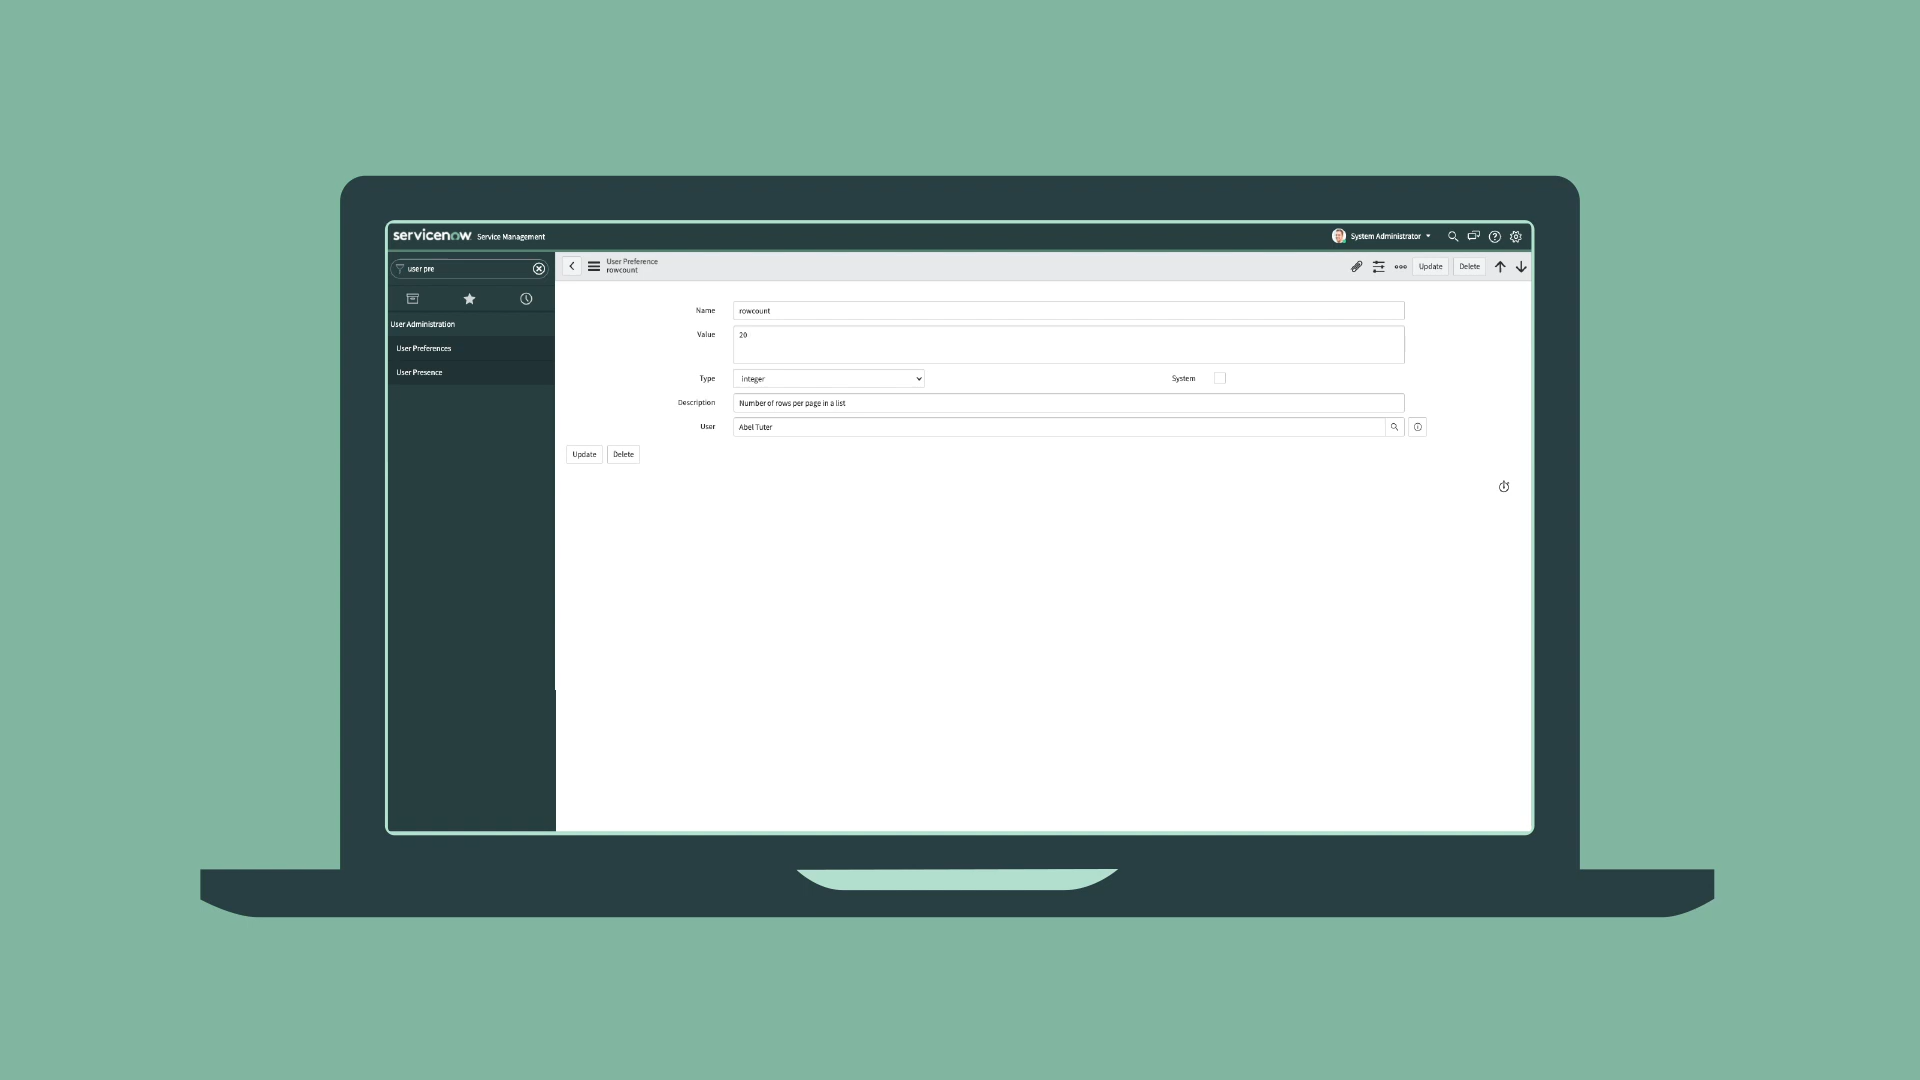 servicenow Service Management
System Administrator
user pre
User Preference
rowcount
Update Delete
User Administration
User Preferences
User Presence
Name rowcount
Value 20
Type integer System
Description Number of rows per page in a list
User Abel Tuter
Update Delete